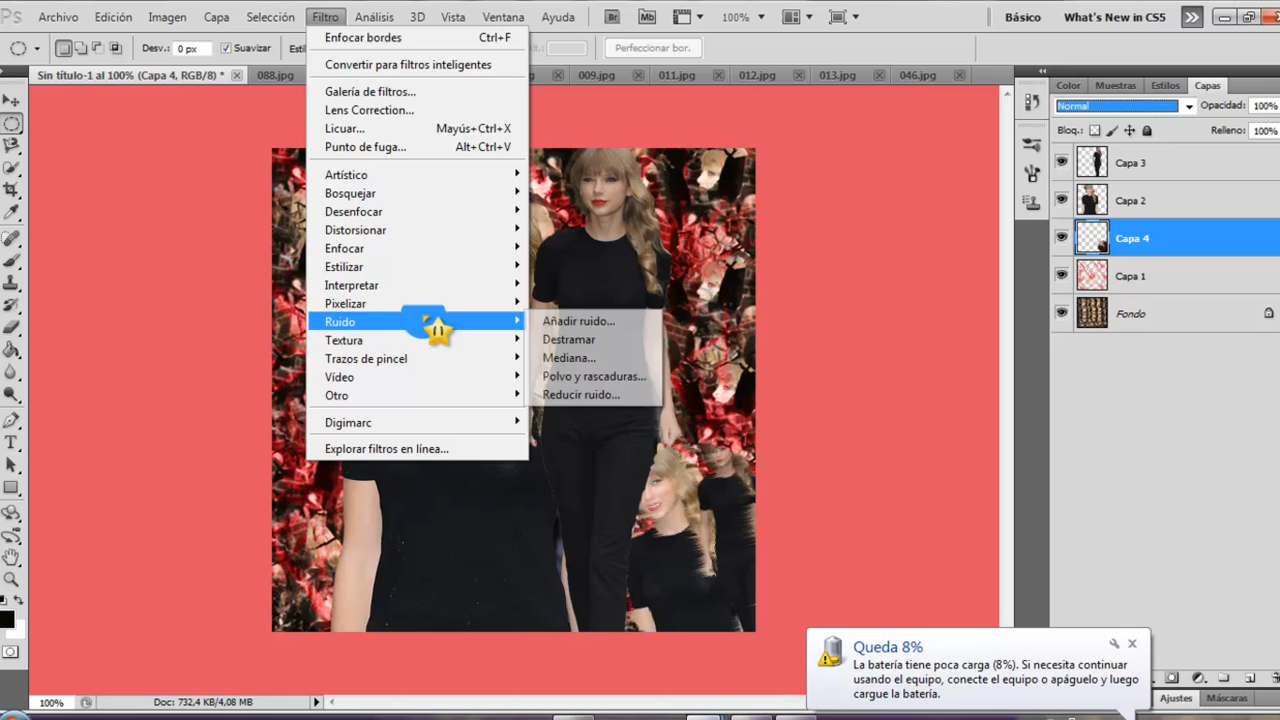 Ps Archivo Edición Imagen Capa Selección Filtro Análisis 3D Vista Ventana Ayuda Br Mb 100% Básico What's New in CS5
Desv.: 0 px Suavizar Perfeccionar bor.
Sin título-1 al 100% (Capa 4, RGB/8) * 088.jpg 009.jpg 011.jpg 012.jpg 013.jpg 046.jpg
Enfocar bordes Ctrl+F
Convertir para filtros inteligentes
Galería de filtros...
Lens Correction...
Licuar... Mayús+Ctrl+X
Punto de fuga... Alt+Ctrl+V
Artístico
Bosquejar
Desenfocar
Distorsionar
Enfocar
Estilizar
Interpretar
Pixelizar
Ruido
Textura
Trazos de pincel
Vídeo
Otro
Digimarc
Explorar filtros en línea...
Añadir ruido...
Destramar
Mediana...
Polvo y rascaduras...
Reducir ruido...
Color Muestras Estilos Capas
Normal Opacidad: 100%
Bloq.: Relleno: 100%
Capa 3
Capa 2
Capa 4
Capa 1
Fondo
Queda 8%
La batería tiene poca carga (8%). Si necesita continuar
usando el equipo, conecte el equipo o apáguelo y luego
cargue la batería.
Ajustes Máscaras
100% Doc: 732,4 KB/4,08 MB